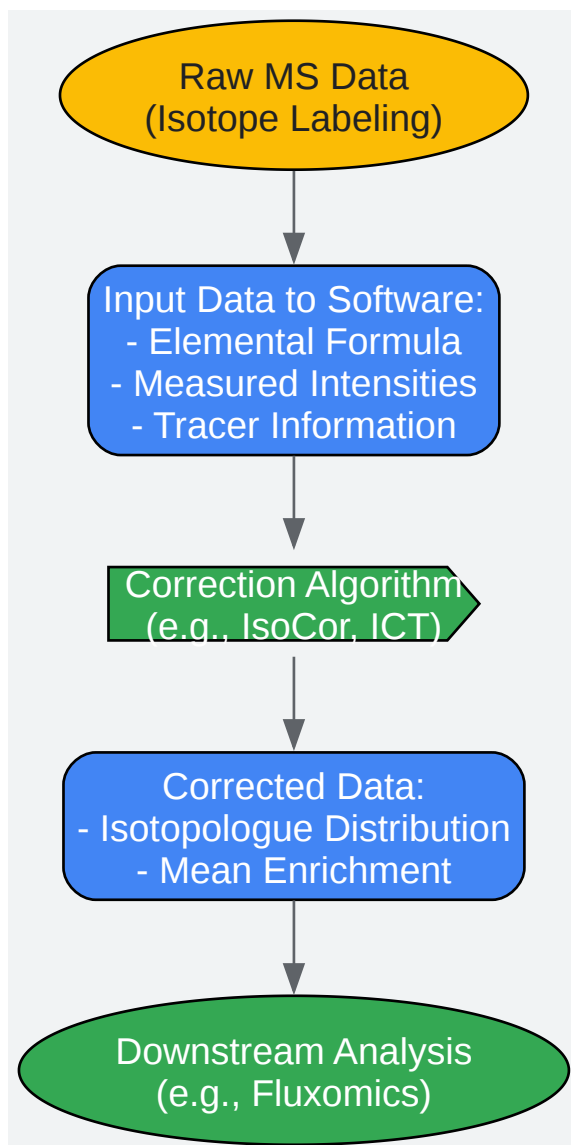 Raw MS Data
(Isotope Labeling)
Input Data to Software:
- Elemental Formula
- Measured Intensities
- Tracer Information
Correction Algorithm
(e.g., IsoCor, ICT)
Corrected Data:
- Isotopologue Distribution
- Mean Enrichment
Downstream Analysis
(e.g., Fluxomics)